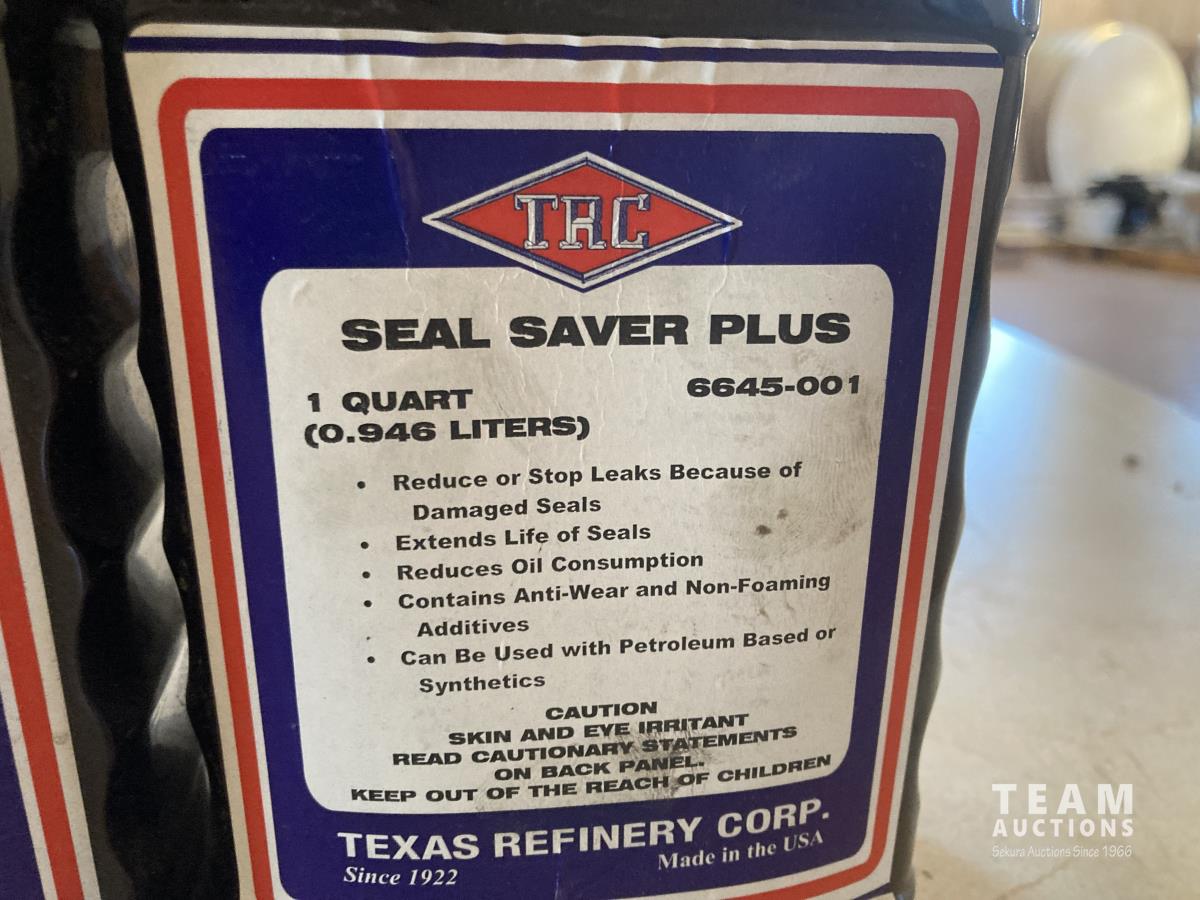 TRC
SEAL SAVER PLUS
1 QUART 6645-001
(0.946 LITERS)
• Reduce or Stop Leaks Because of
Damaged Seals
• Extends Life of Seals
• Reduces Oil Consumption
• Contains Anti-Wear and Non-Foaming
Additives
• Can Be Used with Petroleum Based or
Synthetics
CAUTION
SKIN AND EYE IRRITANT
READ CAUTIONARY STATEMENTS
ON BACK PANEL.
KEEP OUT OF THE REACH OF CHILDREN
TEXAS REFINERY CORP.
Since 1922 Made in the USA
TEAM
AUCTIONS
Sekura Auctions Since 1966